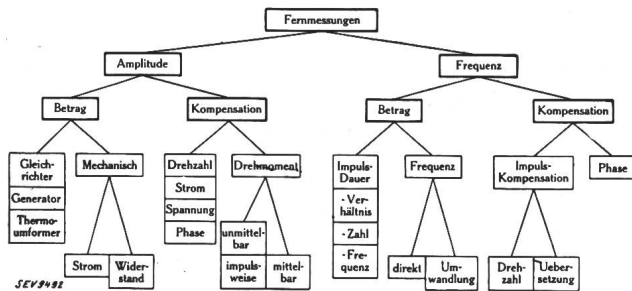 Fernmessungen
Amplitude
Frequenz
Betrag
Kompensation
Betrag
Kompensation
Gleich-
richter
Generator
Thermo-
umformer
Mechanisch
Strom
Wider-
stand
Drehzahl
Strom
Spannung
Phase
Drehmoment
unmittel-
bar
impuls-
weise
mittel-
bar
Impuls-
Dauer
-Ver-
hältnis
-Zahl
-Fre-
quenz
Frequenz
direkt
Um-
wandlung
Impuls-
Kompensation
Phase
Dreh-
zahl
Ueber-
setzung
SEV9492